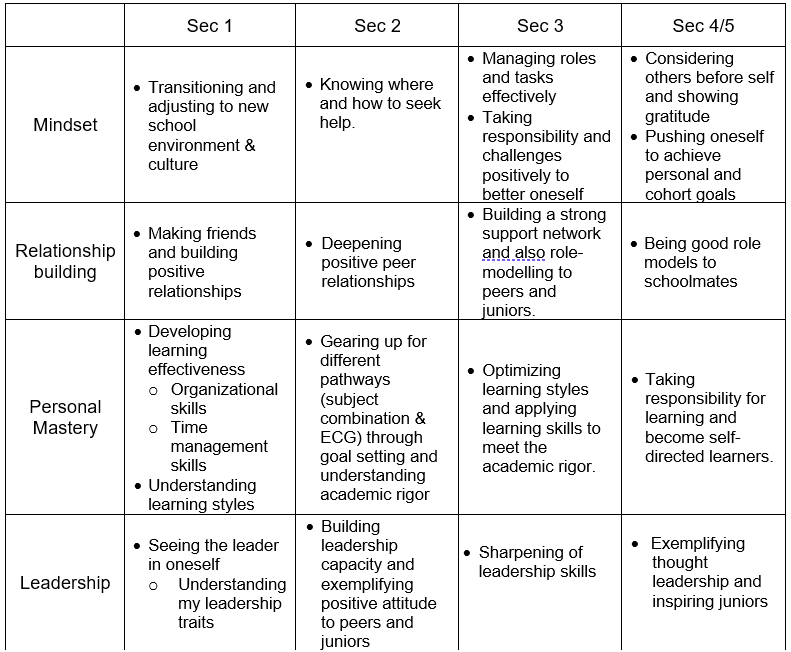 Sec 1
Sec 2
Sec 3
Sec 4/5
Mindset
• Transitioning and
adjusting to new
school
environment &
culture
• Knowing where
and how to seek
help.
• Managing roles
and tasks
effectively
• Taking
responsibility and
challenges
positively to
better oneself
• Considering
others before self
and showing
gratitude
• Pushing oneself
to achieve
personal and
cohort goals
Relationship
building
• Making friends
and building
positive
relationships
• Deepening
positive peer
relationships
• Building a strong
support network
and also role-
modelling to
peers and
juniors.
• Being good role
models to
schoolmates
Personal
Mastery
• Developing
learning
effectiveness
o Organizational
skills
o Time
management
skills
• Understanding
learning styles
• Gearing up for
different
pathways
(subject
combination &
ECG) through
goal setting and
understanding
academic rigor
• Optimizing
learning styles
and applying
learning skills to
meet the
academic rigor.
• Taking
responsibility for
learning and
become self-
directed learners.
Leadership
• Seeing the leader
in oneself
o Understanding
my leadership
traits
• Building
leadership
capacity and
exemplifying
positive attitude
to peers and
juniors
• Sharpening of
leadership skills
• Exemplifying
thought
leadership and
inspiring juniors